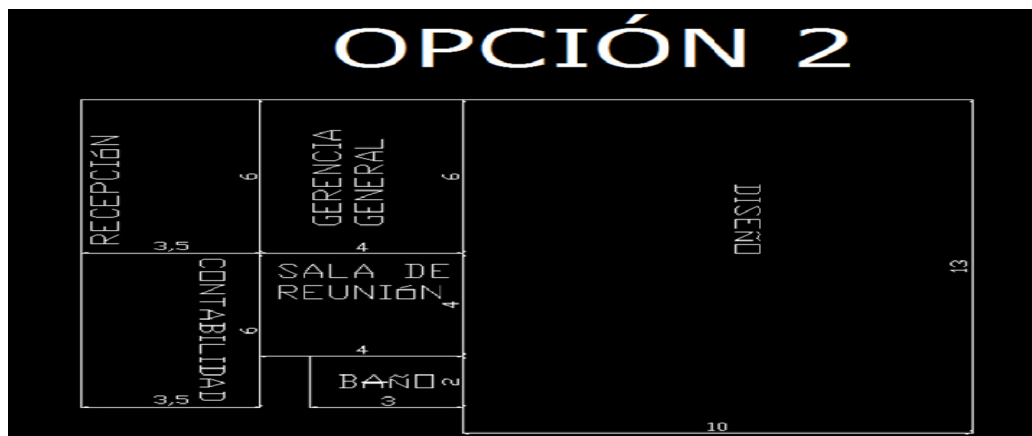 OPCIÓN 2
RECEPCIÓN
6
3,5
GERENCIA
GENERAL
6
4
DISEÑO
13
10
CONTABILIDAD
6
3,5
SALA DE
REUNIÓN
4
4
BAÑO
2
3